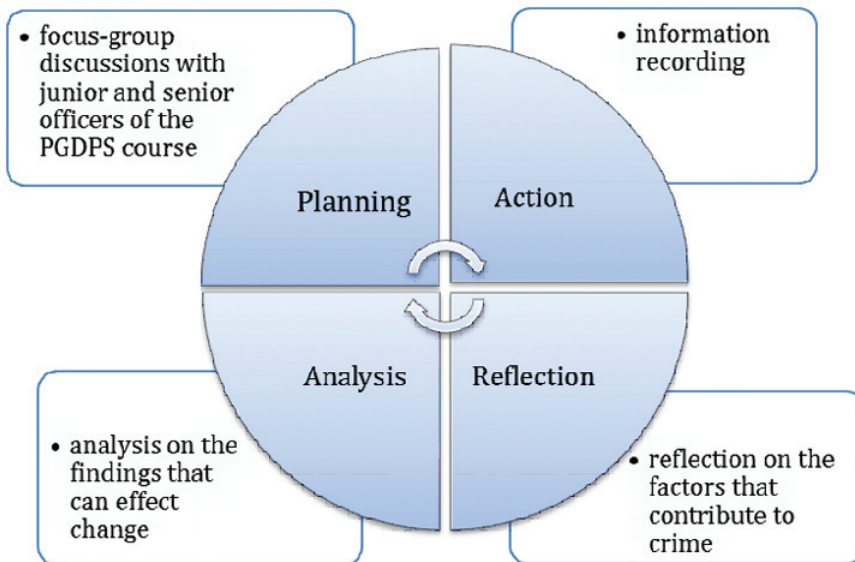 • focus-group
discussions with
junior and senior
officers of the
PGDPS course
• information
recording
Planning
Action
Analysis
Reflection
• analysis on the
findings that
can effect
change
• reflection on the
factors that
contribute to
crime